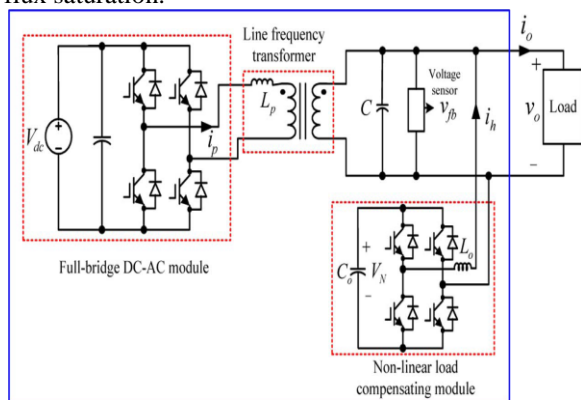 flux saturation.
Line frequency
transformer
i_o
L_p
C
Voltage
sensor
v_fb
i_h
+
v_o
−
Load
V_dc
i_p
Full-bridge DC-AC module
C_o
+
V_N
−
L_o
Non-linear load
compensating module